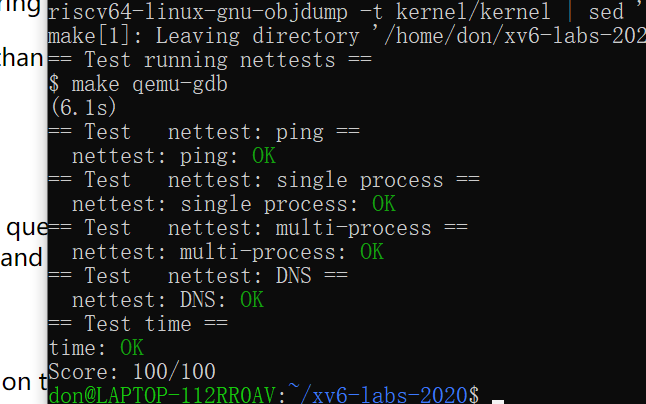 ring
riscv64-linux-gnu-objdump -t kernel/kernel | sed '
make[1]: Leaving directory '/home/don/xv6-labs-202
than
== Test running nettests ==
$ make qemu-gdb
(6.1s)
== Test   nettest: ping ==
  nettest: ping: OK
== Test   nettest: single process ==
  nettest: single process: OK
que
== Test   nettest: multi-process ==
and
  nettest: multi-process: OK
== Test   nettest: DNS ==
  nettest: DNS: OK
== Test time ==
time: OK
Score: 100/100
on t
don@LAPTOP-112RR0AV:~/xv6-labs-2020$